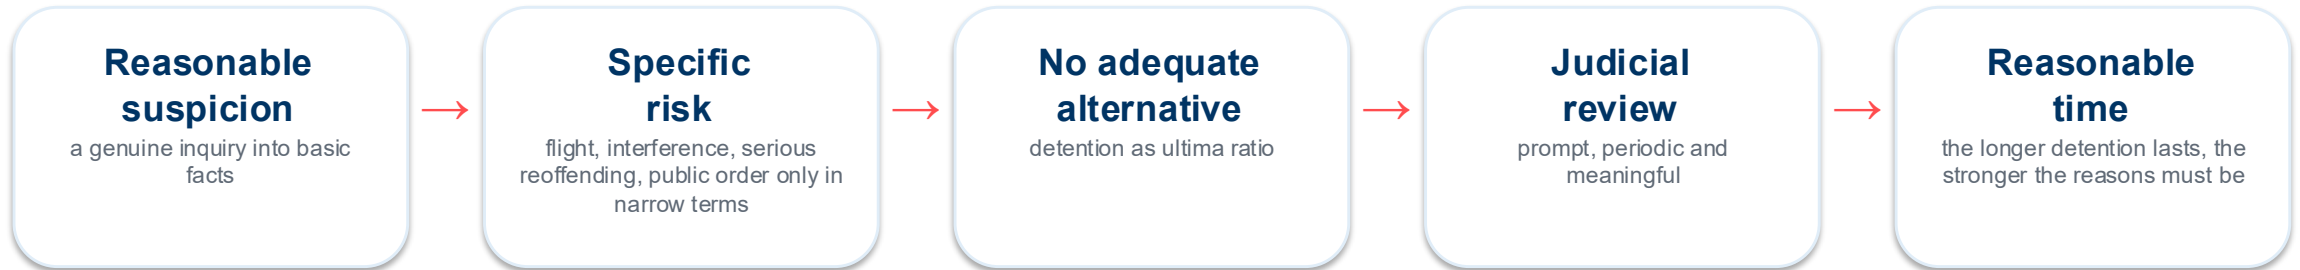 Reasonable
suspicion
a genuine inquiry into basic
facts
Specific
risk
flight, interference, serious
reoffending, public order only in
narrow terms
No adequate
alternative
detention as ultima ratio
Judicial
review
prompt, periodic and
meaningful
Reasonable
time
the longer detention lasts, the
stronger the reasons must be